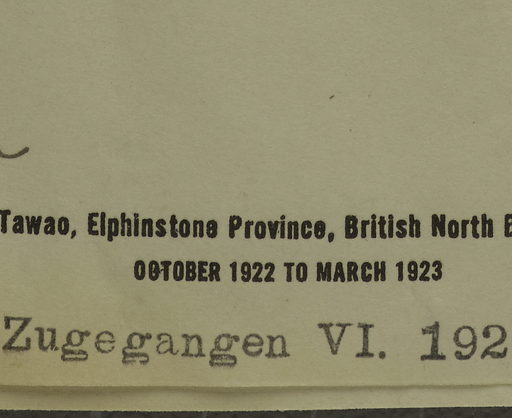 Tawao, Elphinstone Province, British North
OCTOBER 1922 TO MARCH 1923
Zugegangen VI. 192